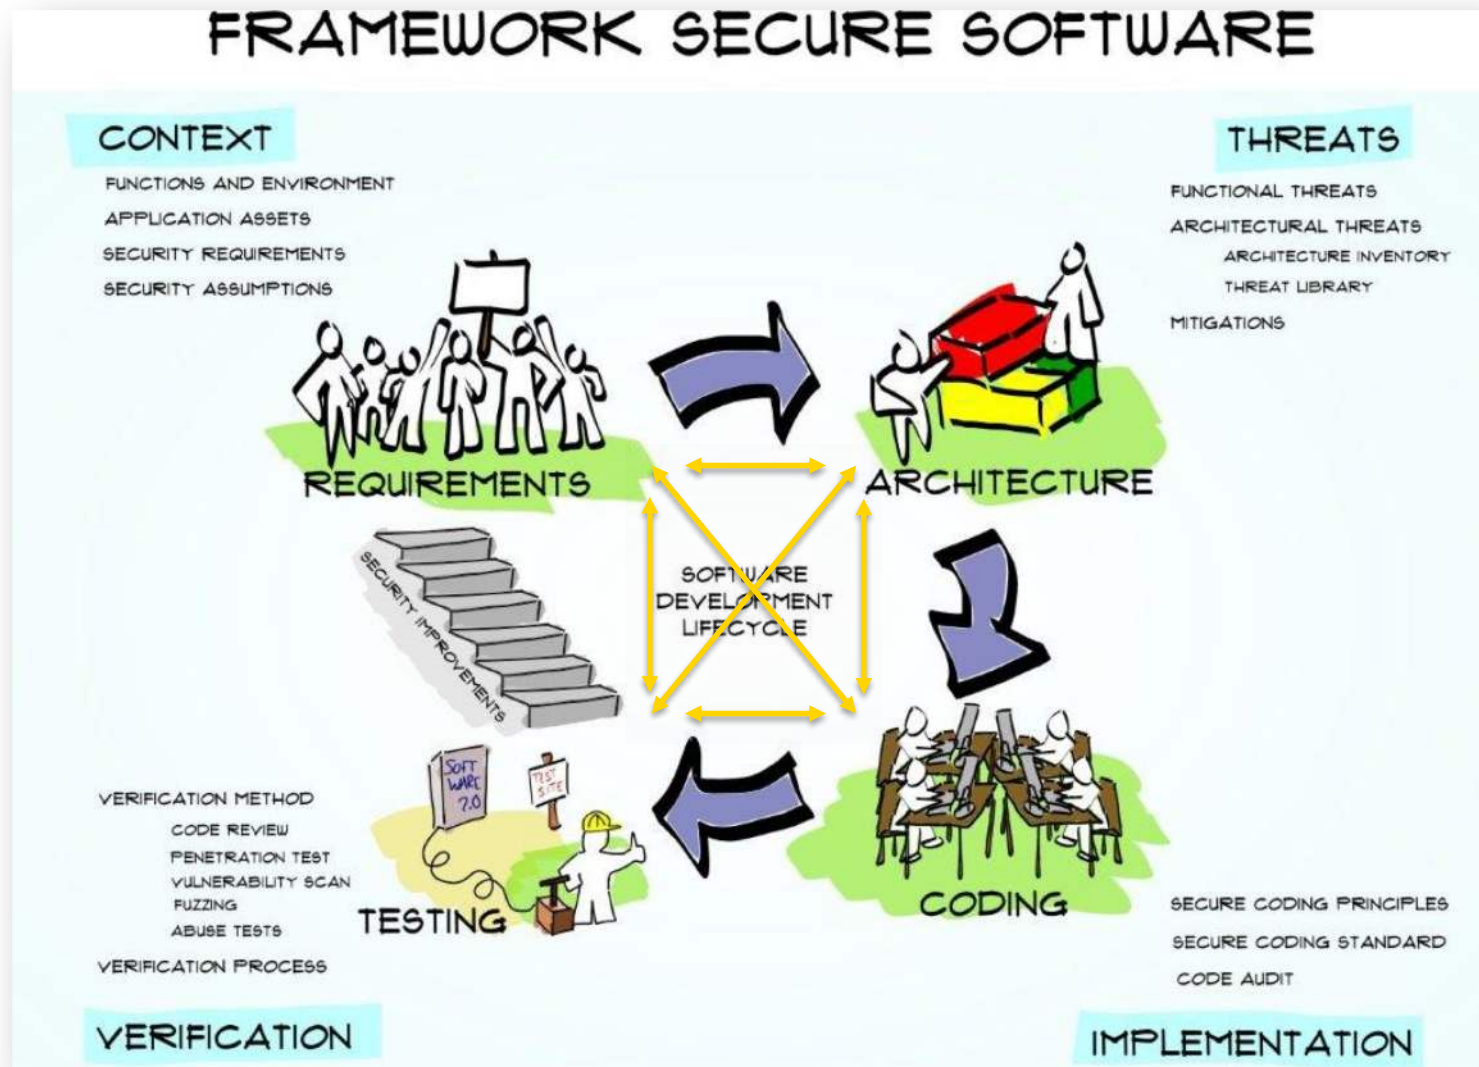 FRAMEWORK SECURE SOFTWARE
CONTEXT
FUNCTIONS AND ENVIRONMENT
APPLICATION ASSETS
SECURITY REQUIREMENTS
SECURITY ASSUMPTIONS
THREATS
FUNCTIONAL THREATS
ARCHITECTURAL THREATS
ARCHITECTURE INVENTORY
THREAT LIBRARY
MITIGATIONS
REQUIREMENTS
ARCHITECTURE
SECURITY IMPROVEMENTS
SOFTWARE
DEVELOPMENT
LIFECYCLE
SOFT
WARE
2.0
TEST
SITE
TESTING
CODING
VERIFICATION METHOD
CODE REVIEW
PENETRATION TEST
VULNERABILITY SCAN
FUZZING
ABUSE TESTS
VERIFICATION PROCESS
VERIFICATION
SECURE CODING PRINCIPLES
SECURE CODING STANDARD
CODE AUDIT
IMPLEMENTATION